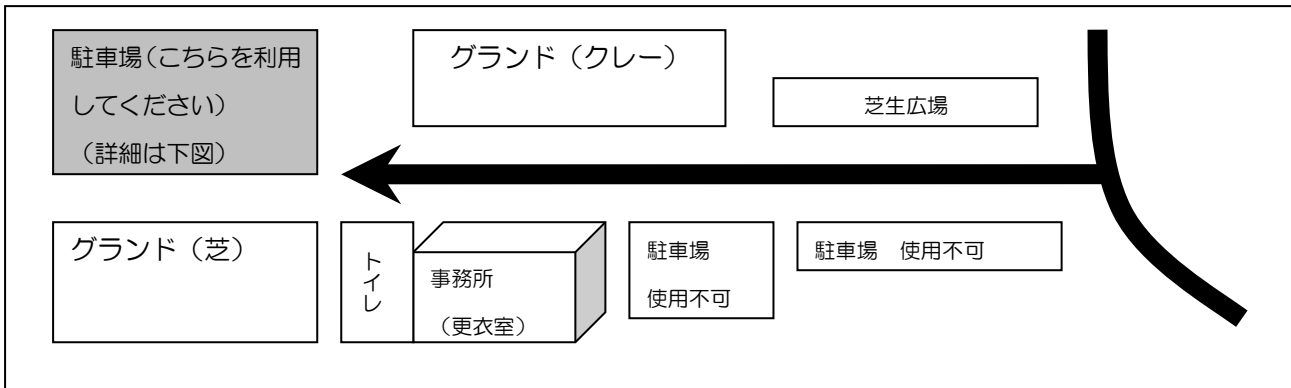 駐車場(こちらを利用
してください)
(詳細は下図)
グランド(クレー)
芝生広場
グランド(芝)
トイレ
事務所
(更衣室)
駐車場
使用不可
駐車場　使用不可